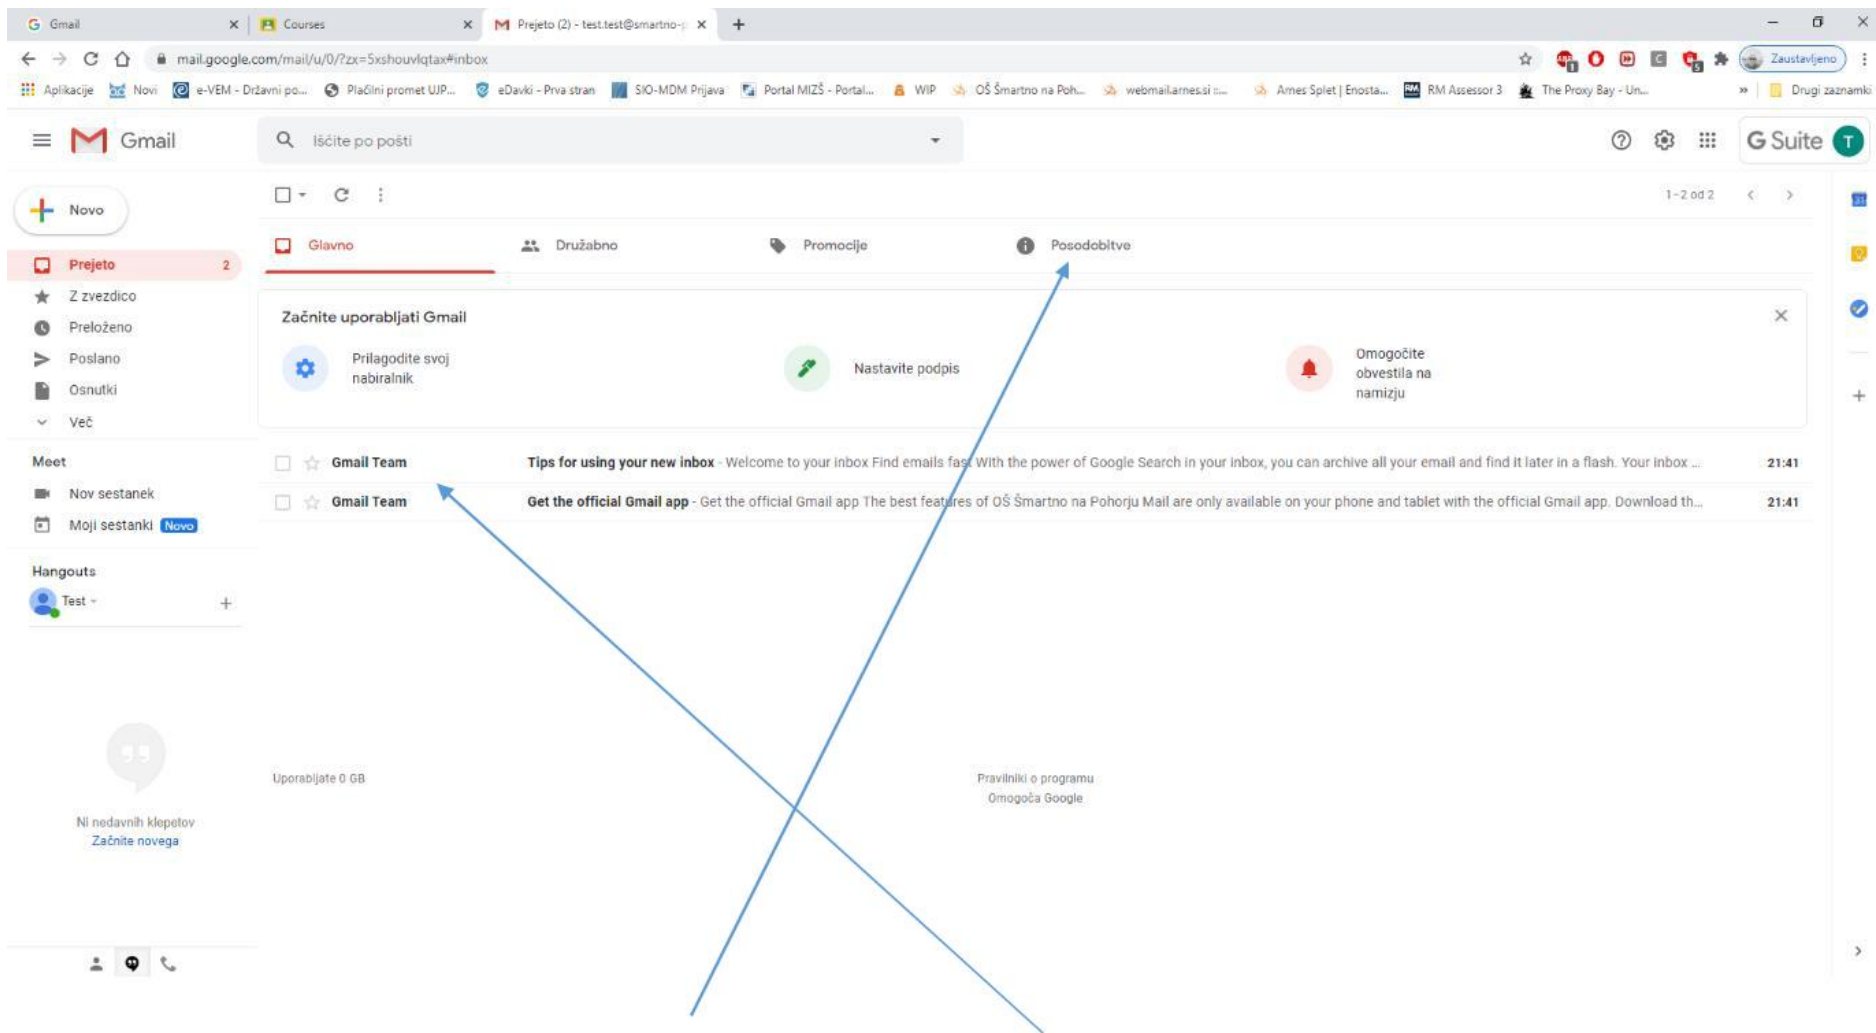 Gmail
Courses
Prejeto (2) - test.test@smartno-p
mail.google.com/mail/u/0/?zx=5xshouvlqtax#inbox
Zaustavljeno
Aplikacije
Novi
e-VEM - Državni po...
Plačilni promet UJP...
eDavki - Prva stran
SIO-MDM Prijava
Portal MIZŠ - Portal...
WIP
OŠ Šmartno na Poh...
webmail.arnes.si ::...
Arnes Splet | Enosta...
RM Assessor 3
The Proxy Bay - Un...
Drugi zaznamki
Gmail
Iščite po pošti
G Suite
T
Novo
1–2 od 2
Glavno
Družabno
Promocije
Posodobitve
Prejeto 2
Z zvezdico
Preloženo
Poslano
Osnutki
Več
Začnite uporabljati Gmail
Prilagodite svoj
nabiralnik
Nastavite podpis
Omogočite
obvestila na
namizju
Meet
Nov sestanek
Moji sestanki Novo
Gmail Team Tips for using your new inbox - Welcome to your inbox Find emails fast With the power of Google Search in your inbox, you can archive all your email and find it later in a flash. Your inbox ... 21:41
Gmail Team Get the official Gmail app - Get the official Gmail app The best features of OŠ Šmartno na Pohorju Mail are only available on your phone and tablet with the official Gmail app. Download th... 21:41
Hangouts
Test
Ni nedavnih klepetov
Začnite novega
Uporabljate 0 GB
Pravilniki o programu
Omogoča Google